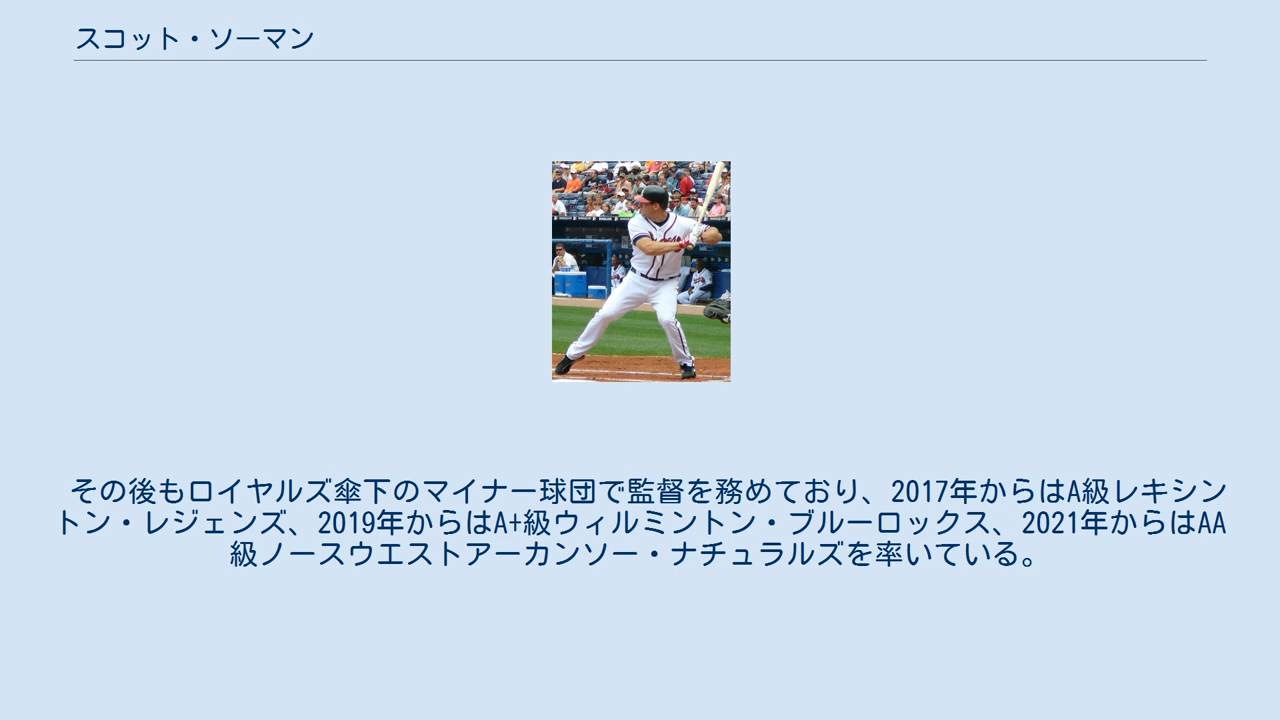 スコット・ソーマン
その後もロイヤルズ傘下のマイナー球団で監督を務めており、2017年からはA級レキシン
トン・レジェンズ、2019年からはA+級ウィルミントン・ブルーロックス、2021年からはAA
級ノースウエストアーカンソー・ナチュラルズを率いている。